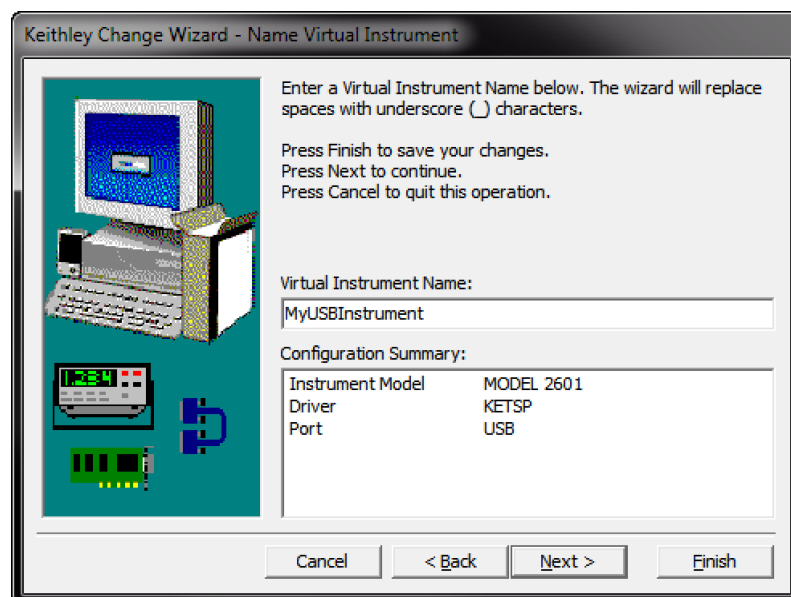 Keithley Change Wizard - Name Virtual Instrument
Enter a Virtual Instrument Name below. The wizard will replace
spaces with underscore (_) characters.
Press Finish to save your changes.
Press Next to continue.
Press Cancel to quit this operation.
Virtual Instrument Name:
MyUSBInstrument
Configuration Summary:
Instrument Model MODEL 2601
Driver KETSP
Port USB
1.284
Cancel < Back Next > Finish